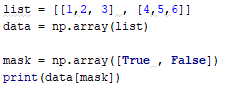 list = [[1,2, 3] , [4,5,6]]
data = np.array(list)
mask = np.array([True , False])
print(data[mask])